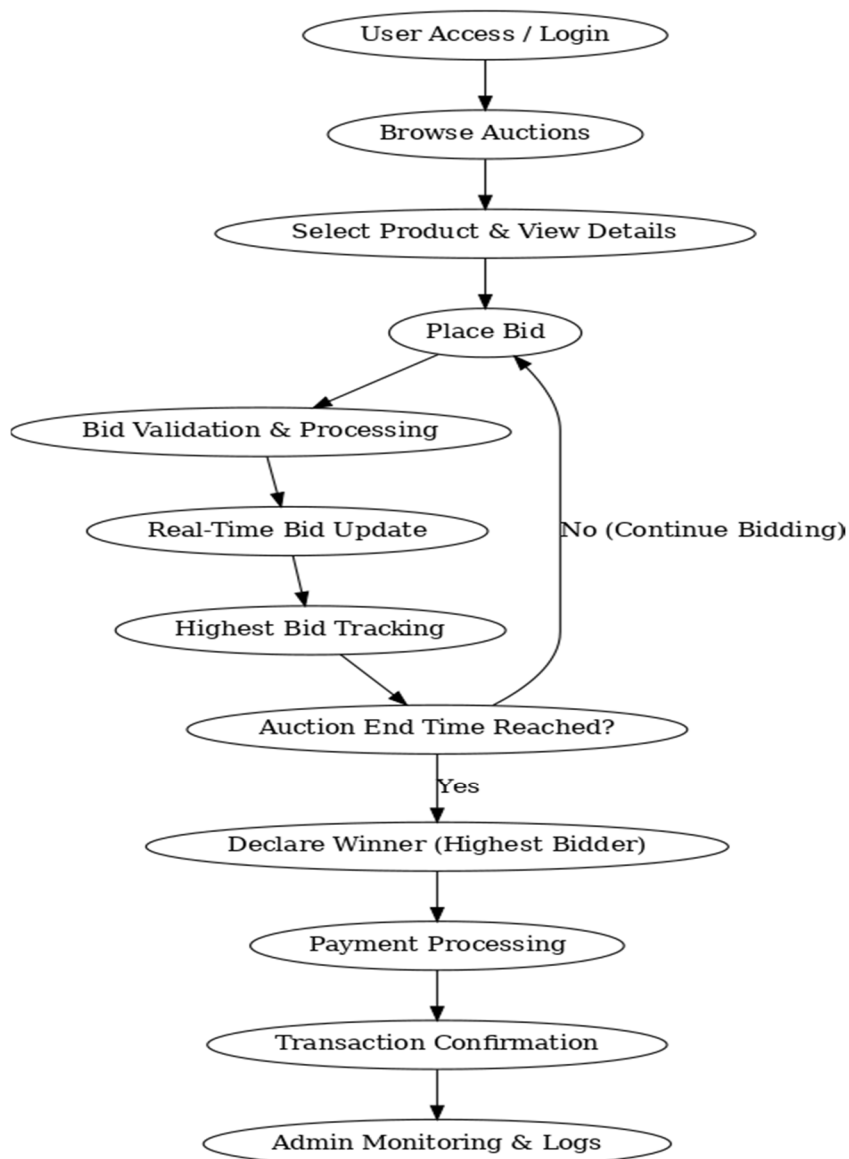 User Access / Login
Browse Auctions
Select Product & View Details
Place Bid
Bid Validation & Processing
Real-Time Bid Update
No (Continue Bidding)
Highest Bid Tracking
Auction End Time Reached?
Yes
Declare Winner (Highest Bidder)
Payment Processing
Transaction Confirmation
Admin Monitoring & Logs